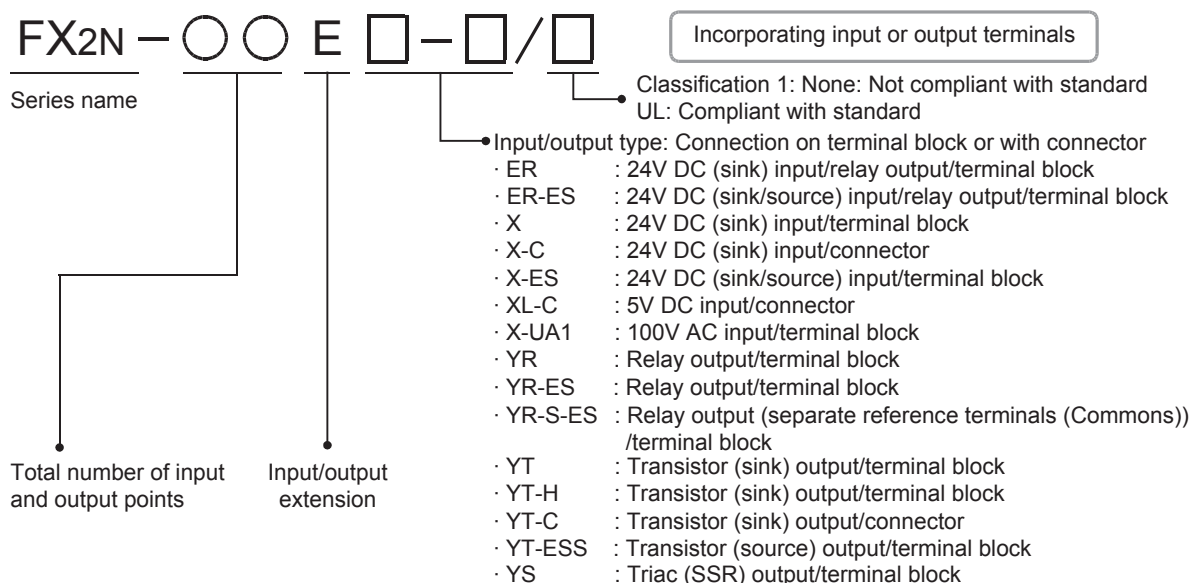 FX2N – ○○ E □ – □/□
Incorporating input or output terminals
Series name
Classification 1: None: Not compliant with standard
UL: Compliant with standard
Input/output type: Connection on terminal block or with connector
· ER : 24V DC (sink) input/relay output/terminal block
· ER-ES : 24V DC (sink/source) input/relay output/terminal block
· X : 24V DC (sink) input/terminal block
· X-C : 24V DC (sink) input/connector
· X-ES : 24V DC (sink/source) input/terminal block
· XL-C : 5V DC input/connector
· X-UA1 : 100V AC input/terminal block
· YR : Relay output/terminal block
· YR-ES : Relay output/terminal block
· YR-S-ES : Relay output (separate reference terminals (Commons))
/terminal block
· YT : Transistor (sink) output/terminal block
· YT-H : Transistor (sink) output/terminal block
· YT-C : Transistor (sink) output/connector
· YT-ESS : Transistor (source) output/terminal block
· YS : Triac (SSR) output/terminal block
Total number of input
and output points
Input/output
extension